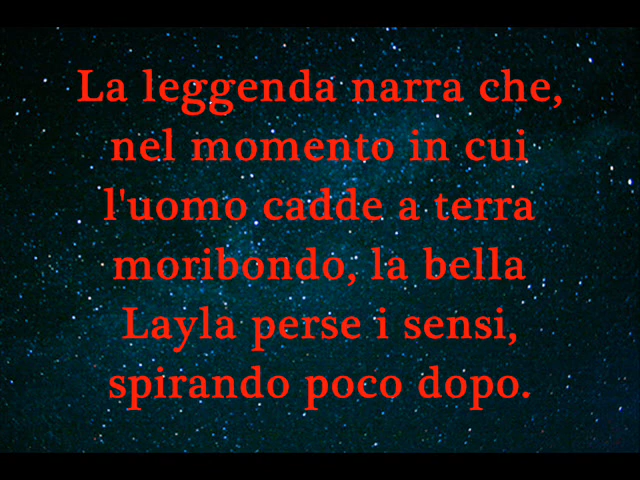 La leggenda narra che,
nel momento in cui
l'uomo cadde a terra
moribondo, la bella
Layla perse i sensi,
spirando poco dopo.